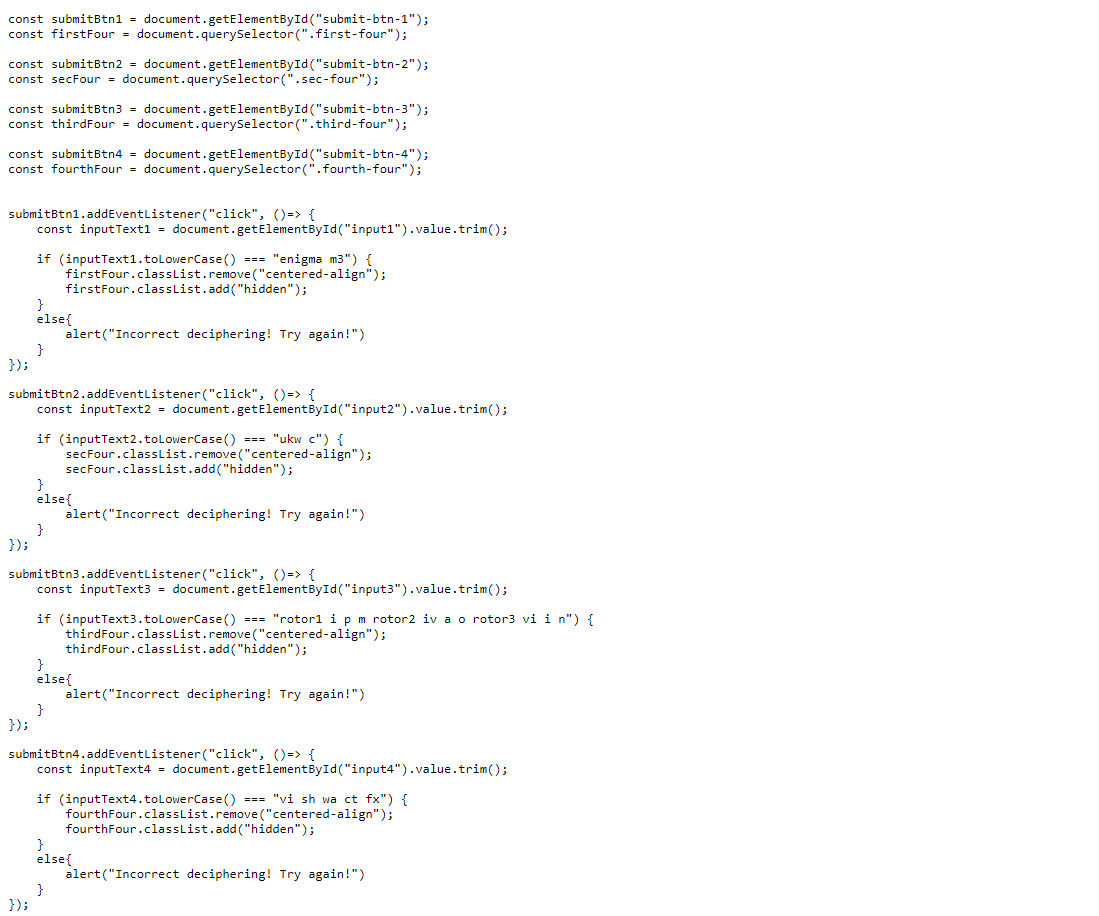 const submitBtn1 = document.getElementById("submit-btn-1");
const firstFour = document.querySelector(".first-four");

const submitBtn2 = document.getElementById("submit-btn-2");
const secFour = document.querySelector(".sec-four");

const submitBtn3 = document.getElementById("submit-btn-3");
const thirdFour = document.querySelector(".third-four");

const submitBtn4 = document.getElementById("submit-btn-4");
const fourthFour = document.querySelector(".fourth-four");


submitBtn1.addEventListener("click", ()=> {
    const inputText1 = document.getElementById("input1").value.trim();

    if (inputText1.toLowerCase() === "enigma m3") {
        firstFour.classList.remove("centered-align");
        firstFour.classList.add("hidden");
    }
    else{
        alert("Incorrect deciphering! Try again!")
    }
});

submitBtn2.addEventListener("click", ()=> {
    const inputText2 = document.getElementById("input2").value.trim();

    if (inputText2.toLowerCase() === "ukw c") {
        secFour.classList.remove("centered-align");
        secFour.classList.add("hidden");
    }
    else{
        alert("Incorrect deciphering! Try again!")
    }
});

submitBtn3.addEventListener("click", ()=> {
    const inputText3 = document.getElementById("input3").value.trim();

    if (inputText3.toLowerCase() === "rotor1 i p m rotor2 iv a o rotor3 vi i n") {
        thirdFour.classList.remove("centered-align");
        thirdFour.classList.add("hidden");
    }
    else{
        alert("Incorrect deciphering! Try again!")
    }
});

submitBtn4.addEventListener("click", ()=> {
    const inputText4 = document.getElementById("input4").value.trim();

    if (inputText4.toLowerCase() === "vi sh wa ct fx") {
        fourthFour.classList.remove("centered-align");
        fourthFour.classList.add("hidden");
    }
    else{
        alert("Incorrect deciphering! Try again!")
    }
});